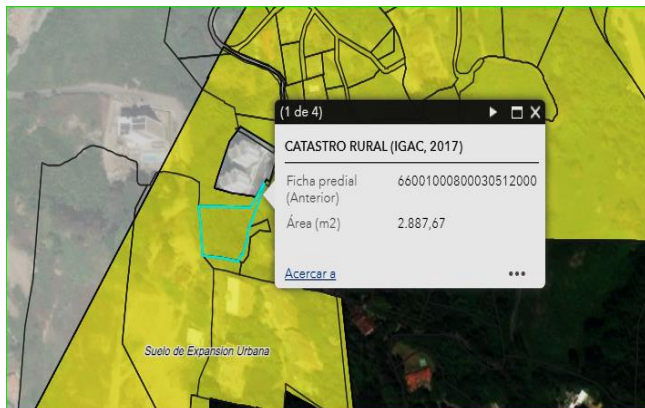 (1 de 4)
CATASTRO RURAL (IGAC, 2017)
Ficha predial 66001000800030512000
(Anterior)
Área (m2) 2.887,67
Acercar a
Suelo de Expansion Urbana